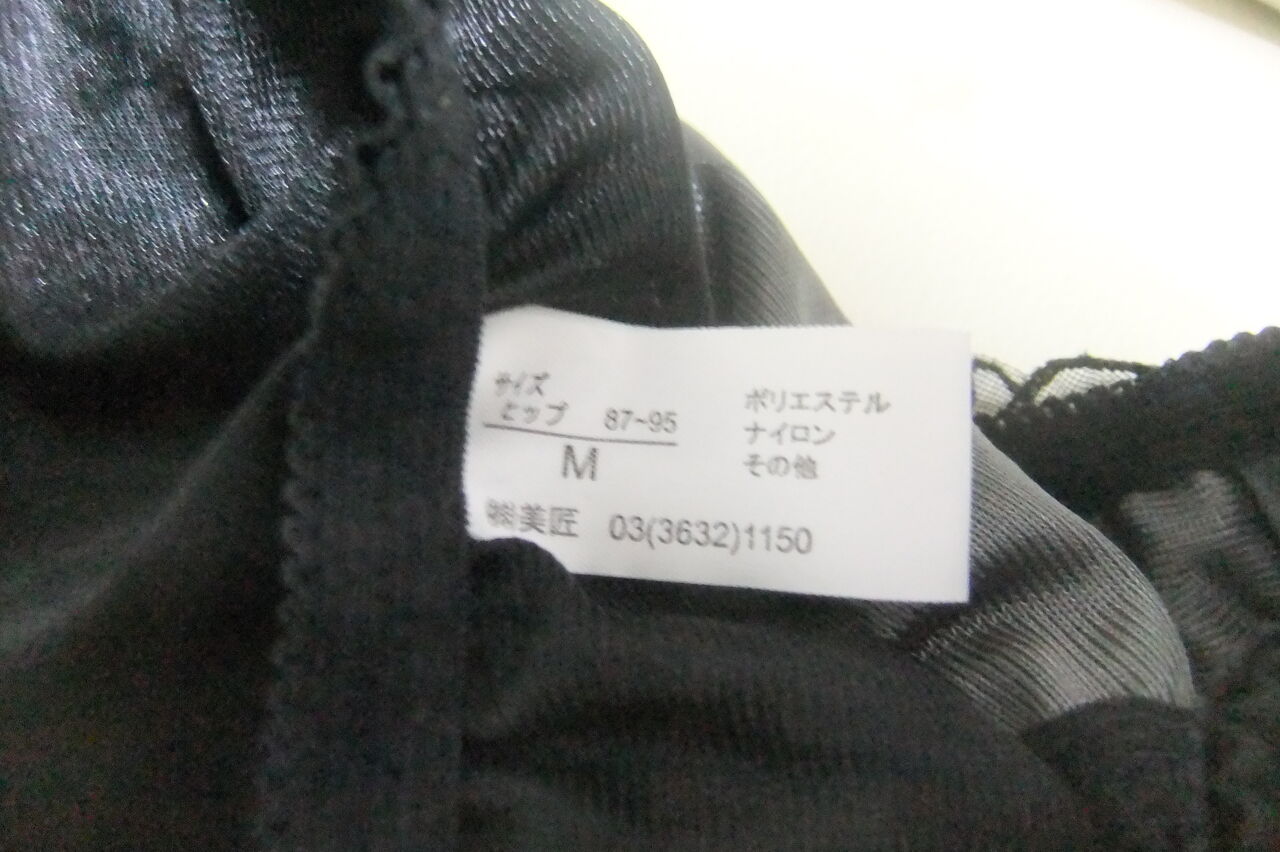 サイズ
ヒップ 87~95
M
ポリエステル
ナイロン
その他
㈱美匠 03(3632)1150